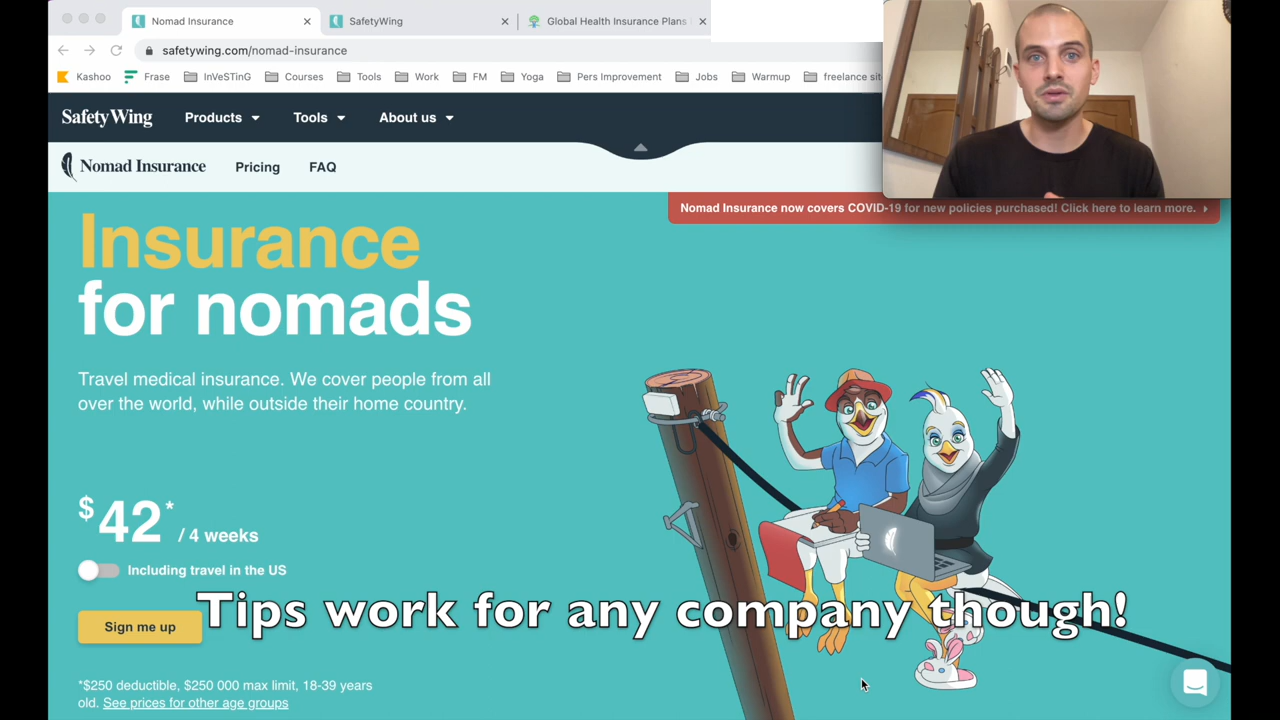 Nomad Insurance
SafetyWing
Global Health Insurance Plans
safetywing.com/nomad-insurance
Kashoo
Frase
InVeSTinG
Courses
Tools
Work
FM
Yoga
Pers Improvement
Jobs
Warmup
freelance sit
SafetyWing
Products
Tools
About us
Nomad Insurance
Pricing
FAQ
Nomad Insurance now covers COVID-19 for new policies purchased! Click here to learn more.
Insurance
for nomads
Travel medical insurance. We cover people from all
over the world, while outside their home country.
$42* / 4 weeks
Including travel in the US
Tips work for any company though!
Sign me up
*$250 deductible, $250 000 max limit, 18-39 years
old. See prices for other age groups